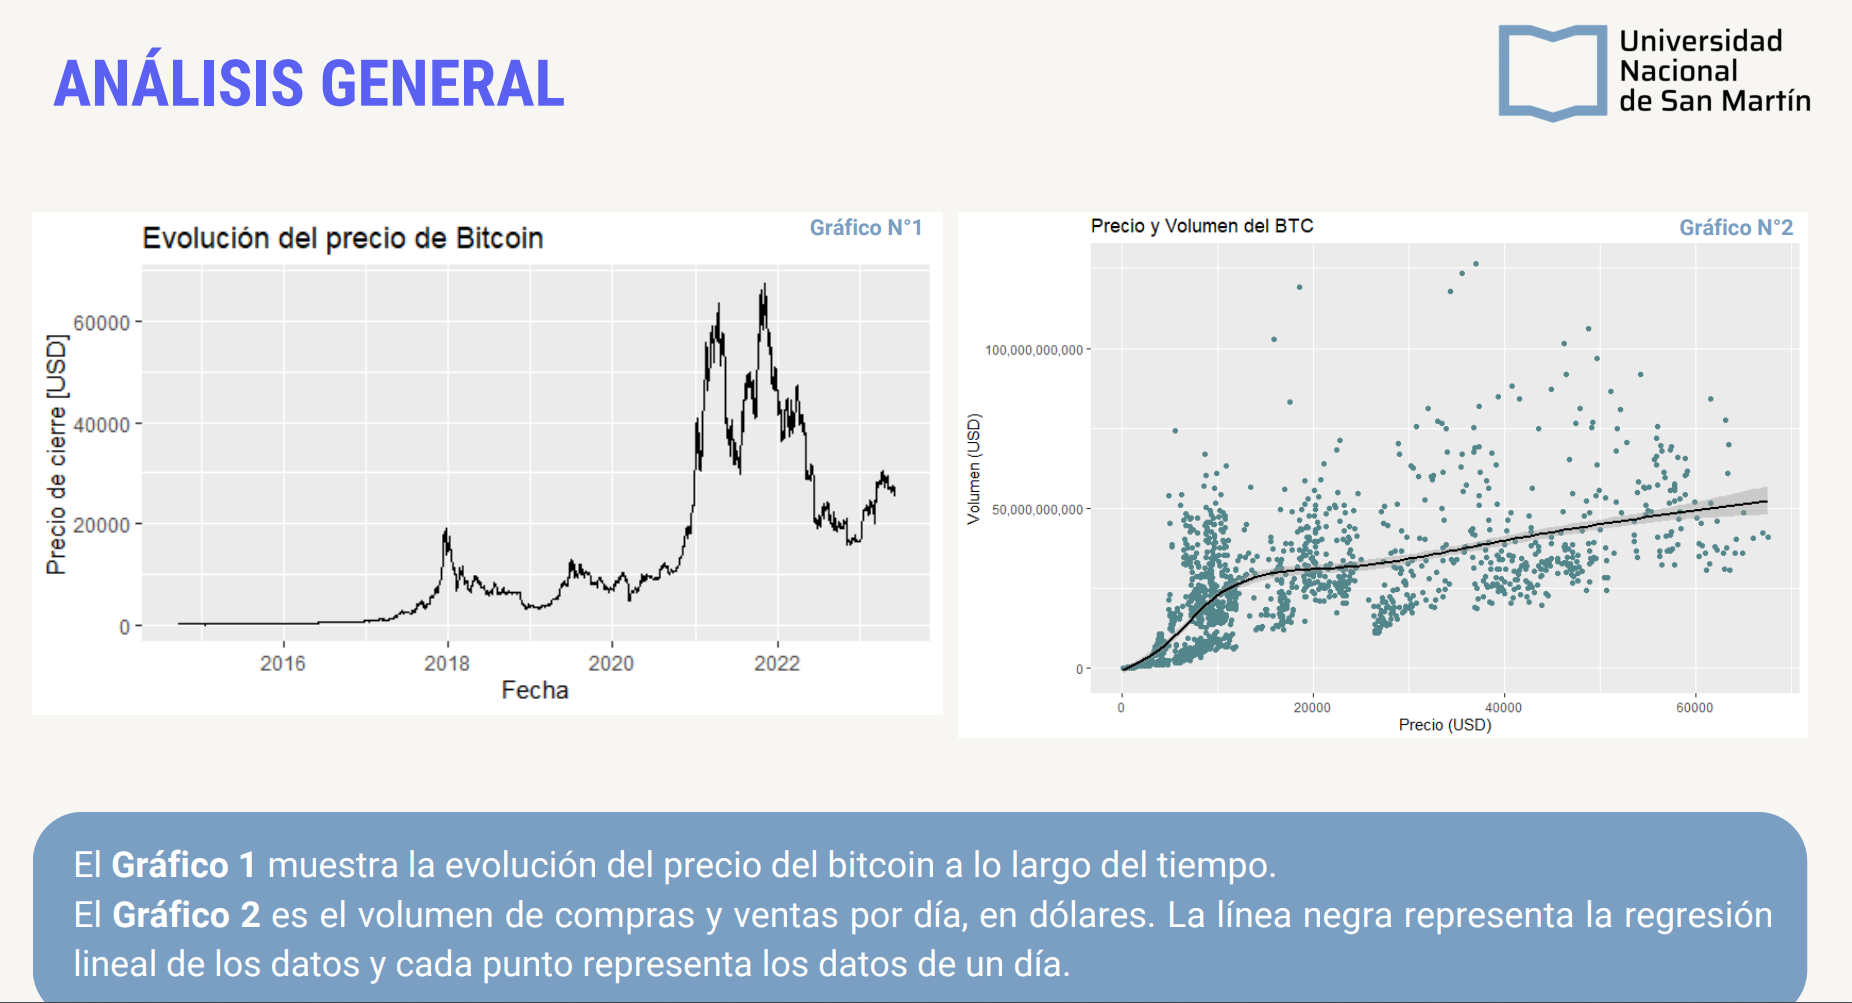 ANÁLISIS GENERAL
Universidad
Nacional
de San Martín
Evolución del precio de Bitcoin
Gráfico N°1
Precio de cierre [USD]
60000
40000
20000
0
2016
2018
2020
2022
Fecha
Precio y Volumen del BTC
Gráfico N°2
Volumen (USD)
100,000,000,000
50,000,000,000
0
0
20000
40000
60000
Precio (USD)
El Gráfico 1 muestra la evolución del precio del bitcoin a lo largo del tiempo.
El Gráfico 2 es el volumen de compras y ventas por día, en dólares. La línea negra representa la regresión
lineal de los datos y cada punto representa los datos de un día.